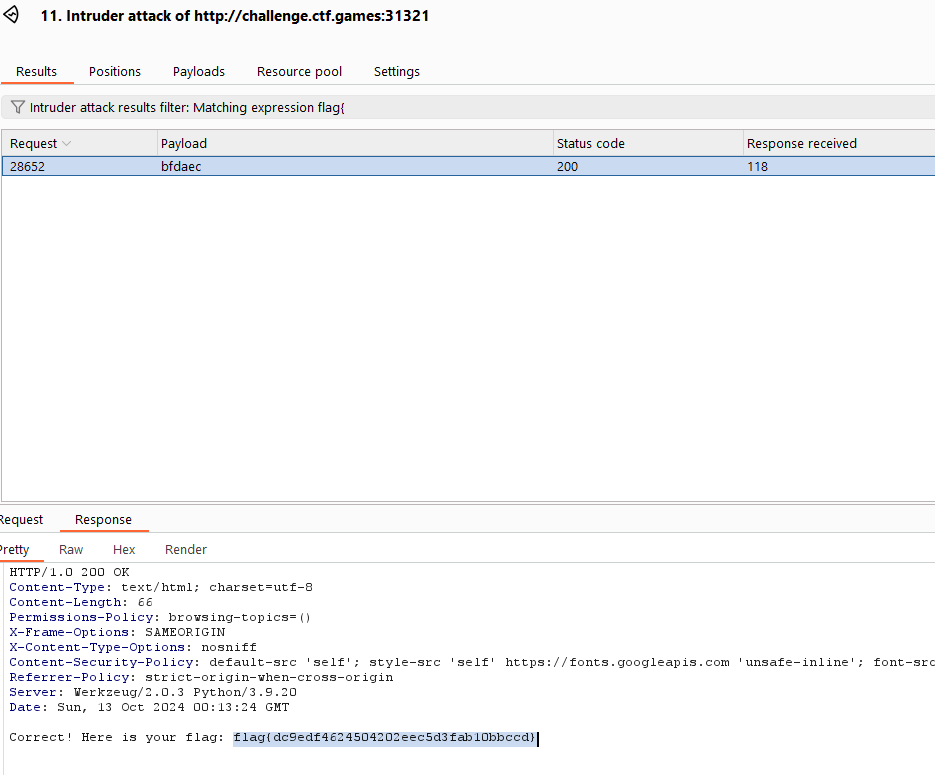 11. Intruder attack of http://challenge.ctf.games:31321
Results Positions Payloads Resource pool Settings
Intruder attack results filter: Matching expression flag{
Request Payload Status code Response received
28652 bfdaec 200 118
Request Response
Pretty Raw Hex Render
HTTP/1.0 200 OK
Content-Type: text/html; charset=utf-8
Content-Length: 66
Permissions-Policy: browsing-topics=()
X-Frame-Options: SAMEORIGIN
X-Content-Type-Options: nosniff
Content-Security-Policy: default-src 'self'; style-src 'self' https://fonts.googleapis.com 'unsafe-inline'; font-src
Referrer-Policy: strict-origin-when-cross-origin
Server: Werkzeug/2.0.3 Python/3.9.20
Date: Sun, 13 Oct 2024 00:13:24 GMT
Correct! Here is your flag: flag{dc9edf4624504202eec5d3fab10bbccd}